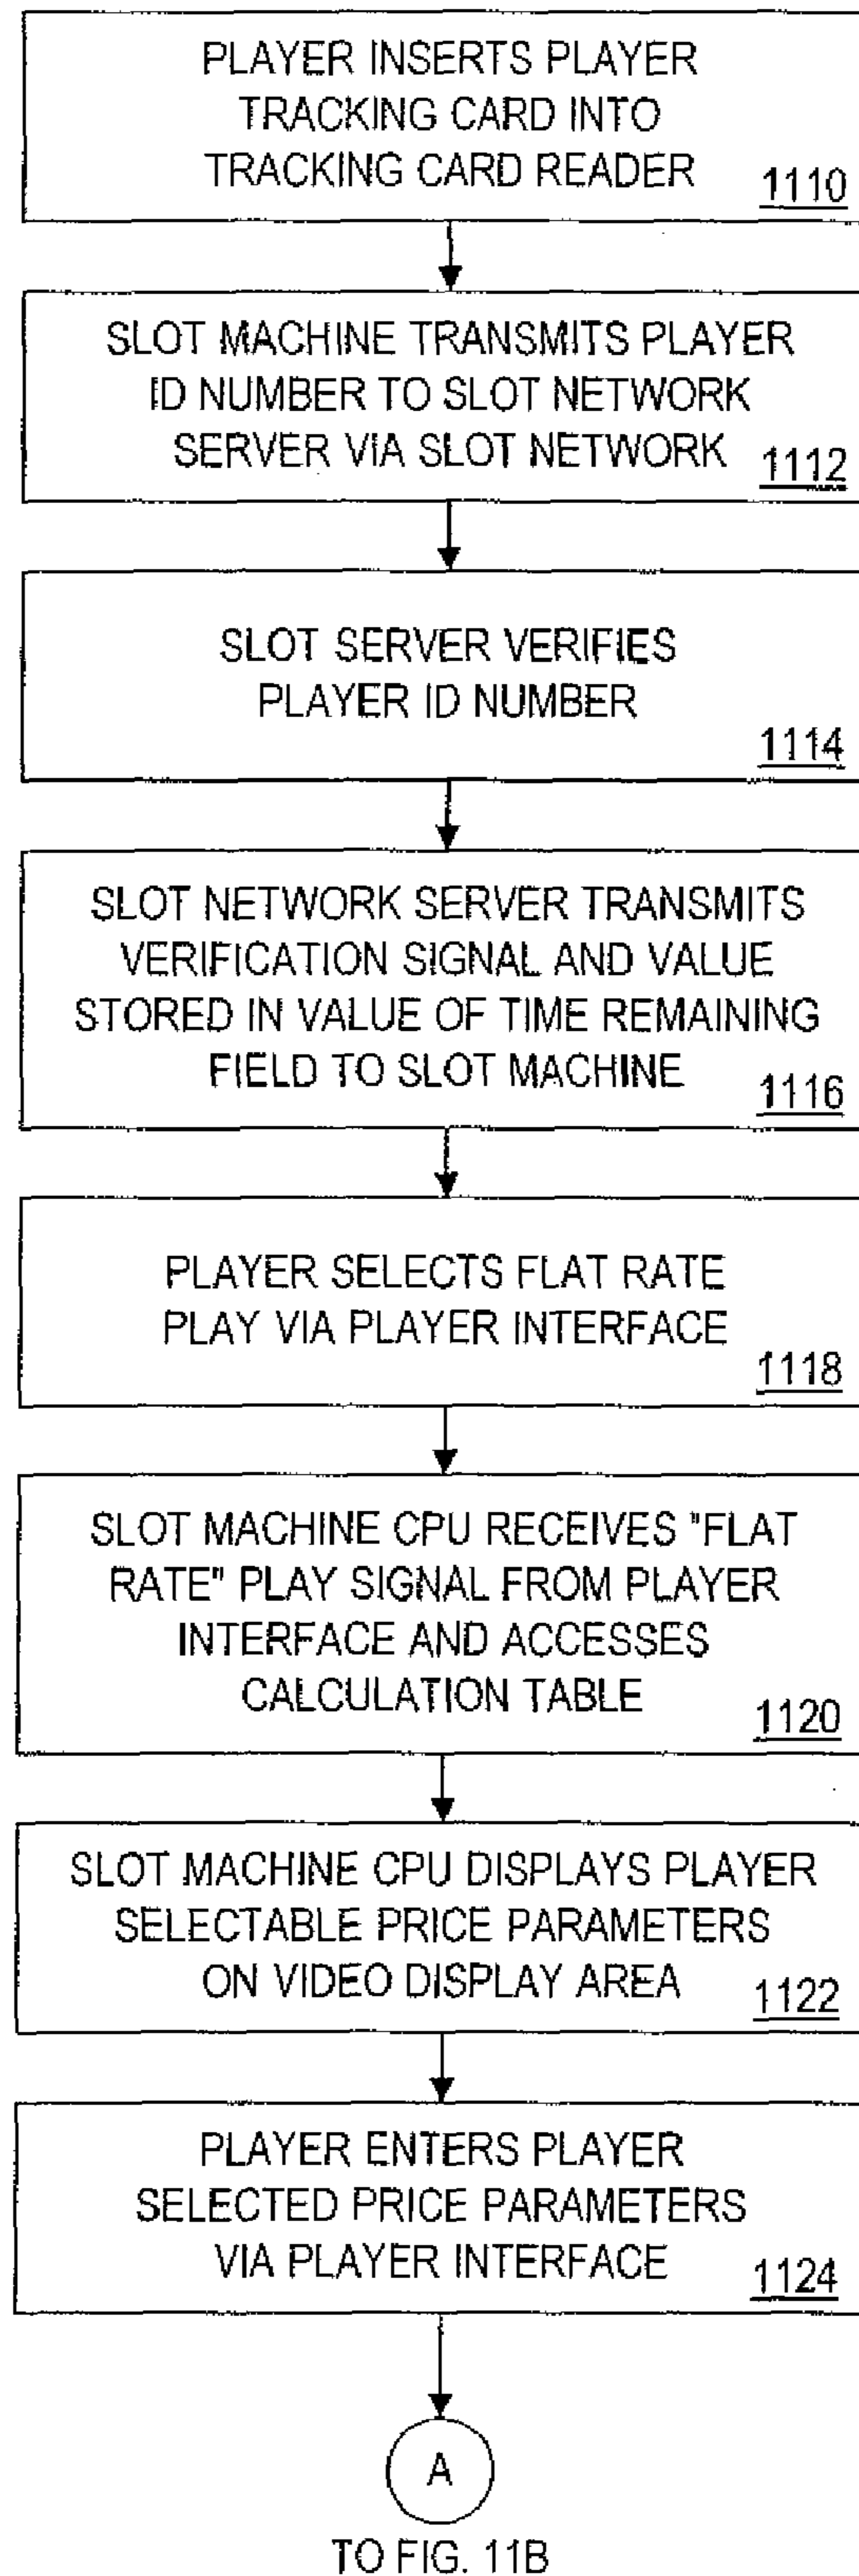 PLAYER INSERTS PLAYER
TRACKING CARD INTO
TRACKING CARD READER
1110
SLOT MACHINE TRANSMITS PLAYER
ID NUMBER TO SLOT NETWORK
SERVER VIA SLOT NETWORK
1112
SLOT SERVER VERIFIES
PLAYER ID NUMBER
1114
SLOT NETWORK SERVER TRANSMITS
VERIFICATION SIGNAL AND VALUE
STORED IN VALUE OF TIME REMAINING
FIELD TO SLOT MACHINE
1116
PLAYER SELECTS FLAT RATE
PLAY VIA PLAYER INTERFACE
1118
SLOT MACHINE CPU RECEIVES "FLAT
RATE" PLAY SIGNAL FROM PLAYER
INTERFACE AND ACCESSES
CALCULATION TABLE
1120
SLOT MACHINE CPU DISPLAYS PLAYER
SELECTABLE PRICE PARAMETERS
ON VIDEO DISPLAY AREA
1122
PLAYER ENTERS PLAYER
SELECTED PRICE PARAMETERS
VIA PLAYER INTERFACE
1124
A
TO FIG. 11B